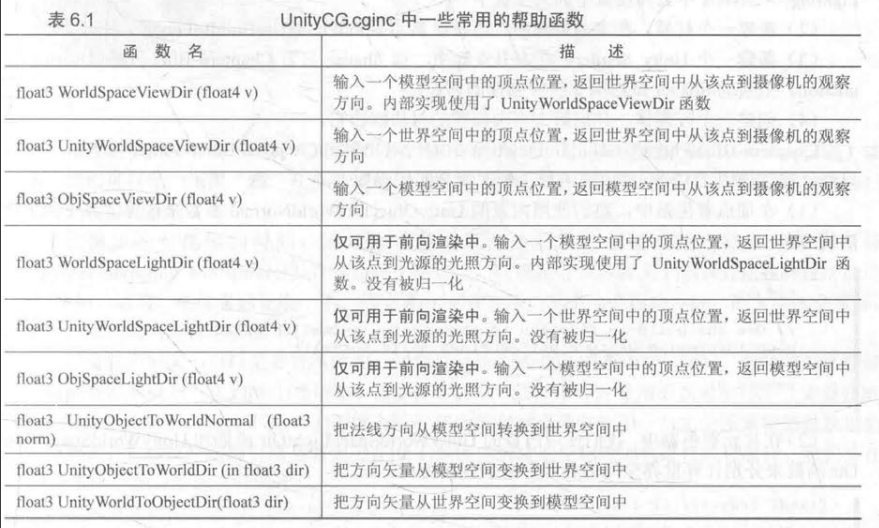 表 6.1 UnityCG.cginc 中一些常用的帮助函数
函 数 名 描 述
float3 WorldSpaceViewDir (float4 v) 输入一个模型空间中的顶点位置，返回世界空间中从该点到摄像机的观察
方向。内部实现使用了 UnityWorldSpaceViewDir 函数
float3 UnityWorldSpaceViewDir (float4 v) 输入一个世界空间中的顶点位置，返回世界空间中从该点到摄像机的观察
方向
float3 ObjSpaceViewDir (float4 v) 输入一个模型空间中的顶点位置，返回模型空间中从该点到摄像机的观察
方向
float3 WorldSpaceLightDir (float4 v) 仅可用于前向渲染中。输入一个模型空间中的顶点位置，返回世界空间中
从该点到光源的光照方向。内部实现使用了 UnityWorldSpaceLightDir 函
数。没有被归一化
float3 UnityWorldSpaceLightDir (float4 v) 仅可用于前向渲染中。输入一个世界空间中的顶点位置，返回世界空间中
从该点到光源的光照方向。没有被归一化
float3 ObjSpaceLightDir (float4 v) 仅可用于前向渲染中。输入一个模型空间中的顶点位置，返回模型空间中
从该点到光源的光照方向。没有被归一化
float3 UnityObjectToWorldNormal (float3
norm) 把法线方向从模型空间转换到世界空间中
float3 UnityObjectToWorldDir (in float3 dir) 把方向矢量从模型空间变换到世界空间中
float3 UnityWorldToObjectDir(float3 dir) 把方向矢量从世界空间变换到模型空间中